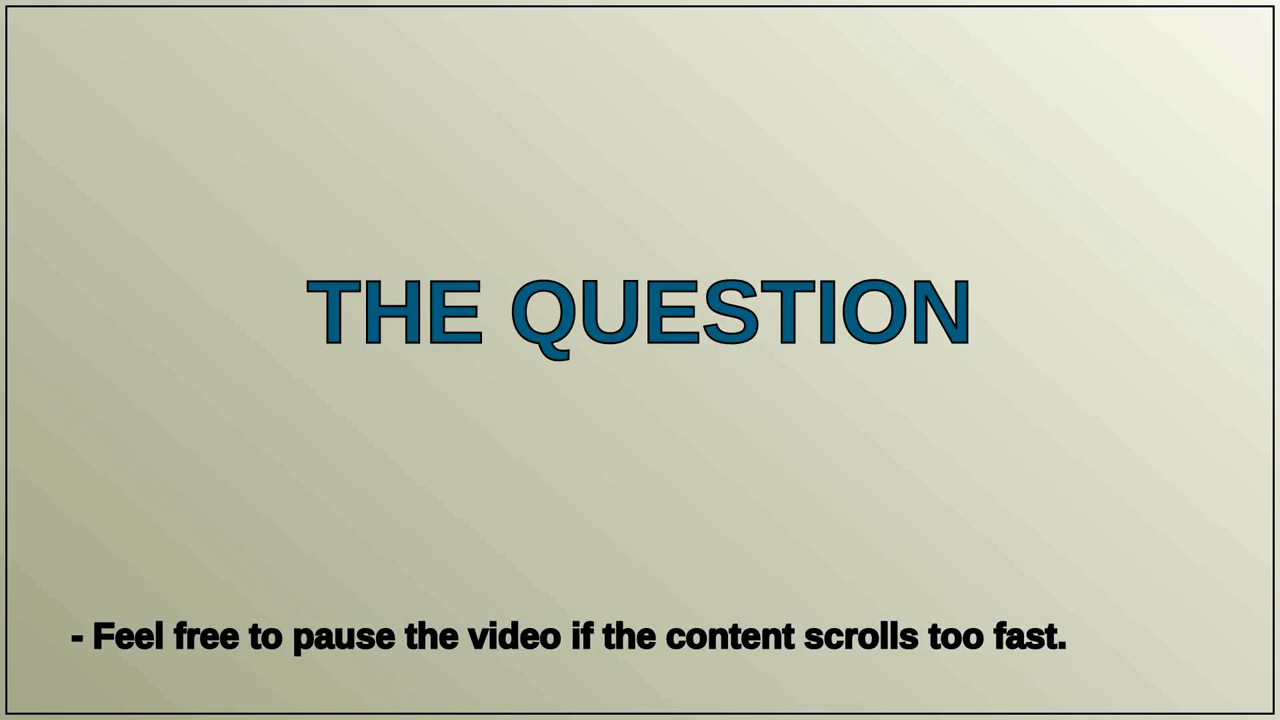 THE QUESTION
- Feel free to pause the video if the content scrolls too fast.